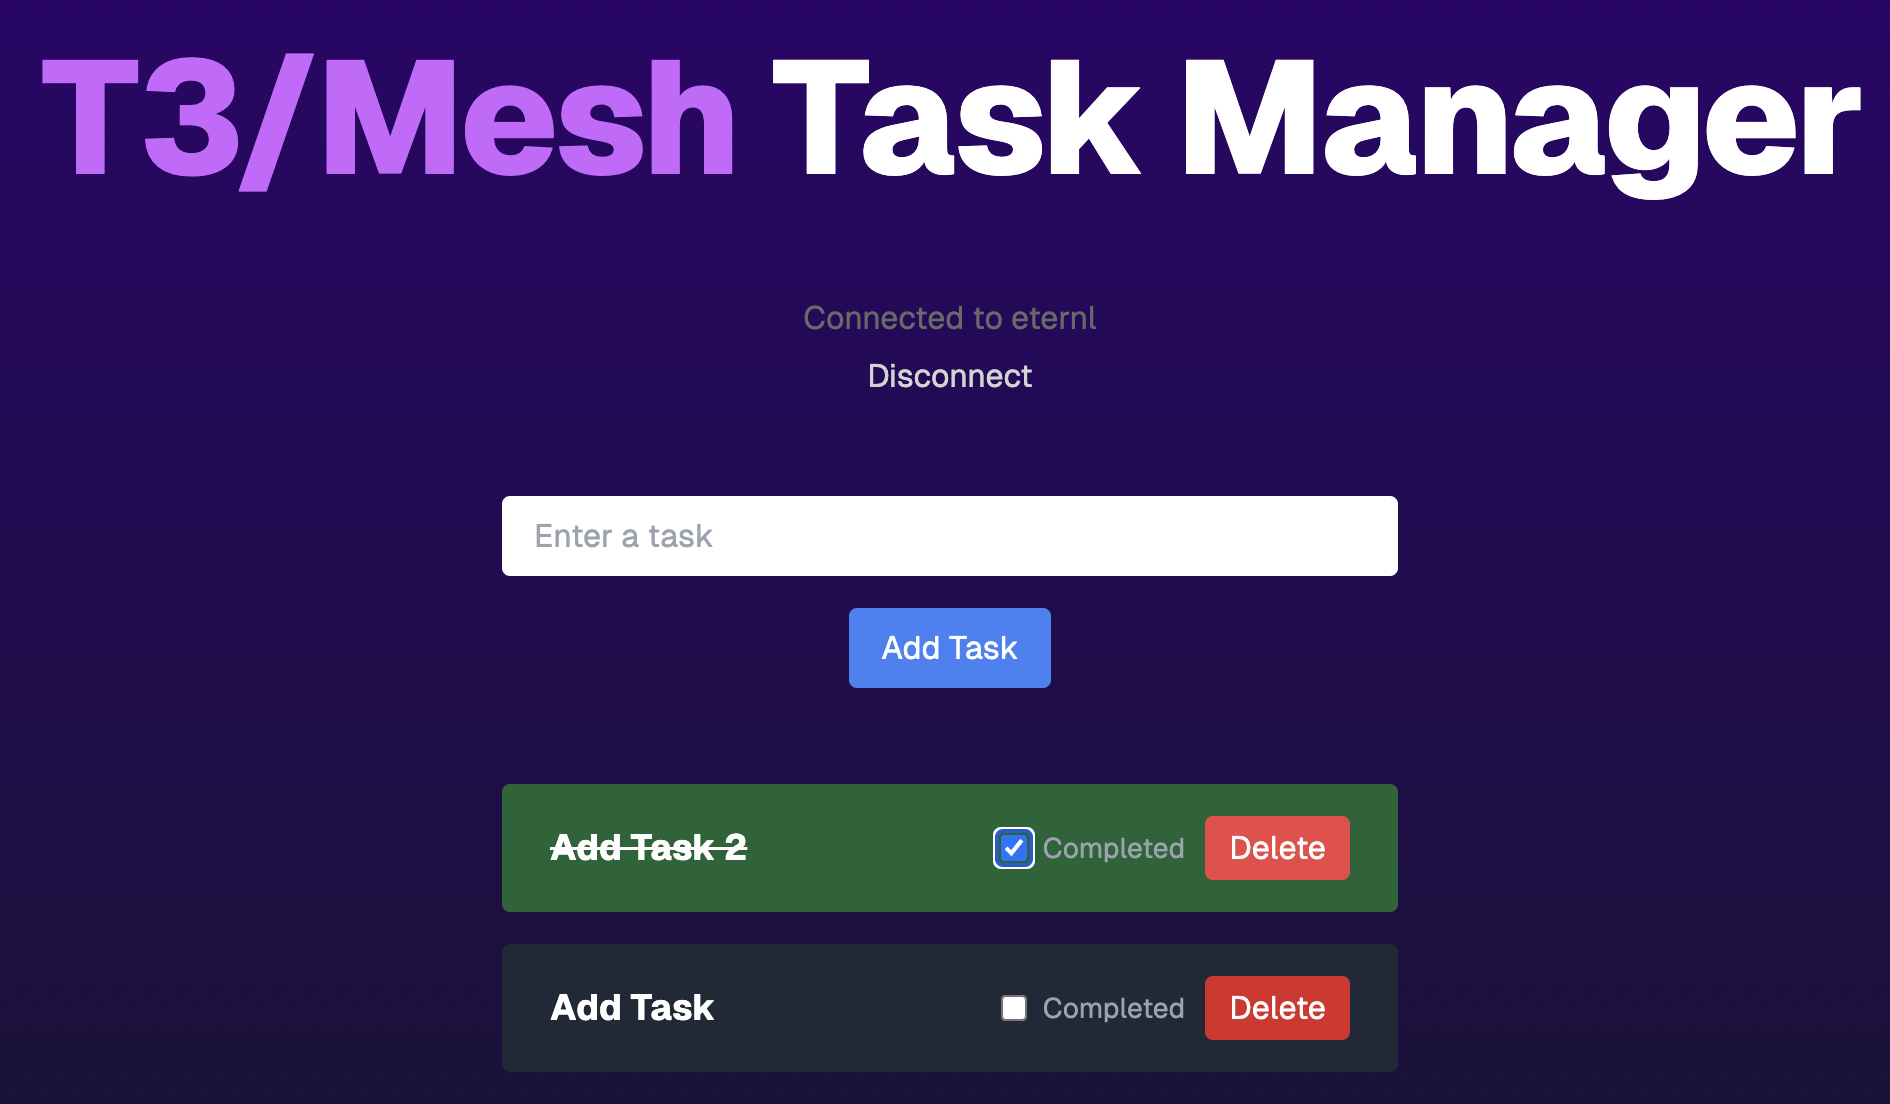 T3/Mesh Task Manager
Connected to eternl
Disconnect
Enter a task
Add Task
Add Task 2 Completed Delete
Add Task Completed Delete